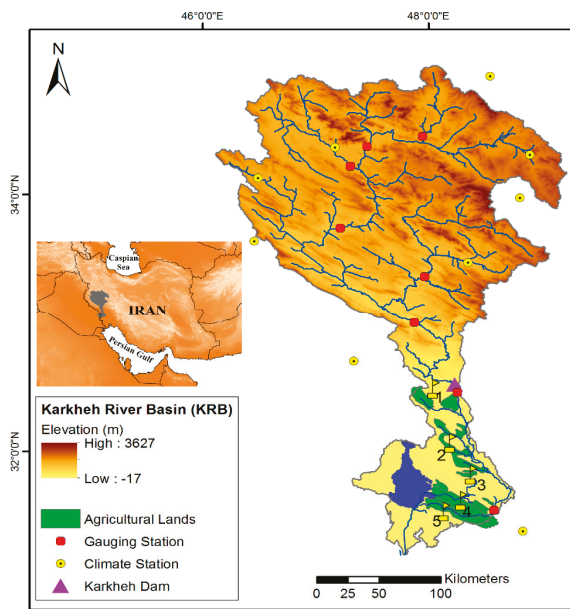 46°0'0"E
48°0'0"E
N
34°0'0"N
32°0'0"N
Caspian
Sea
IRAN
Persian Gulf
Karkheh River Basin (KRB)
Elevation (m)
High : 3627
Low : -17
Agricultural Lands
Gauging Station
Climate Station
Karkheh Dam
1
2
3
4
5
Kilometers
0 25 50 100